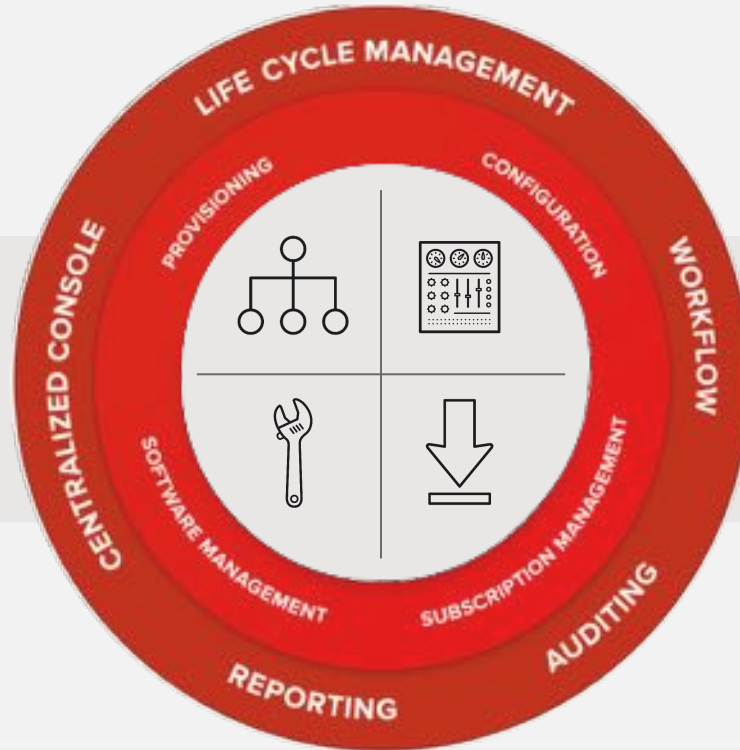 LIFE CYCLE MANAGEMENT
PROVISIONING
CONFIGURATION
CENTRALIZED CONSOLE
WORKFLOW
SOFTWARE MANAGEMENT
SUBSCRIPTION MANAGEMENT
AUDITING
REPORTING